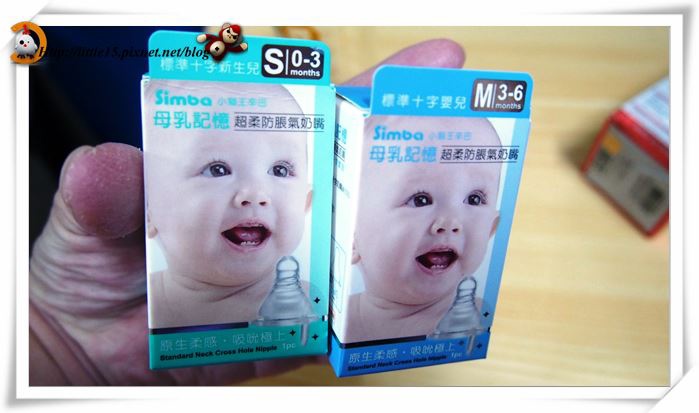 http://little15.pixnet.net/blog
標準十字新生兒
S 0-3 months
Simba 小獅王辛巴
母乳記憶 超柔防脹氣奶嘴
原生柔感・吸吮極上
Standard Neck Cross Hole Nipple 1pc
標準十字嬰兒
M 3-6 months
Simba 小獅王辛巴
母乳記憶 超柔防脹氣奶嘴
原生柔感・吸吮極上
Standard Neck Cross Hole Nipple 1pc